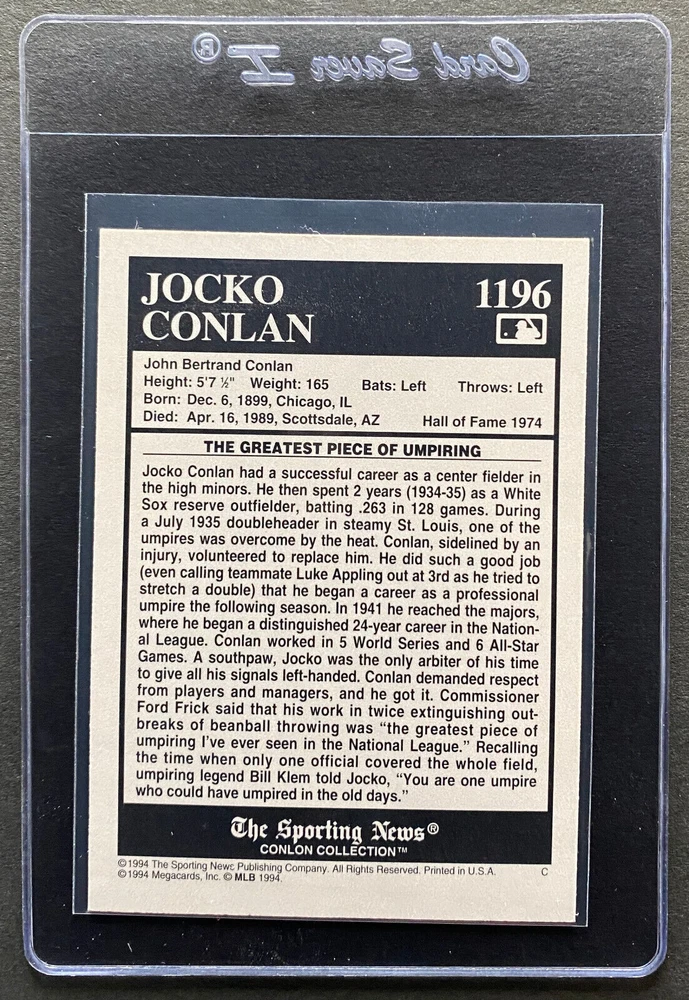 Card Saver I®
JOCKO 1196
CONLAN
John Bertrand Conlan
Height: 5'7 ½" Weight: 165 Bats: Left Throws: Left
Born: Dec. 6, 1899, Chicago, IL
Died: Apr. 16, 1989, Scottsdale, AZ Hall of Fame 1974
THE GREATEST PIECE OF UMPIRING
Jocko Conlan had a successful career as a center fielder in
the high minors. He then spent 2 years (1934-35) as a White
Sox reserve outfielder, batting .263 in 128 games. During
a July 1935 doubleheader in steamy St. Louis, one of the
umpires was overcome by the heat. Conlan, sidelined by an
injury, volunteered to replace him. He did such a good job
(even calling teammate Luke Appling out at 3rd as he tried to
stretch a double) that he began a career as a professional
umpire the following season. In 1941 he reached the majors,
where he began a distinguished 24-year career in the Nation-
al League. Conlan worked in 5 World Series and 6 All-Star
Games. A southpaw, Jocko was the only arbiter of his time
to give all his signals left-handed. Conlan demanded respect
from players and managers, and he got it. Commissioner
Ford Frick said that his work in twice extinguishing out-
breaks of beanball throwing was “the greatest piece of
umpiring I've ever seen in the National League.” Recalling
the time when only one official covered the whole field,
umpiring legend Bill Klem told Jocko, “You are one umpire
who could have umpired in the old days.”
The Sporting News®
CONLON COLLECTION™
©1994 The Sporting News Publishing Company. All Rights Reserved. Printed in U.S.A. C
©1994 Megacards, Inc. © MLB 1994.